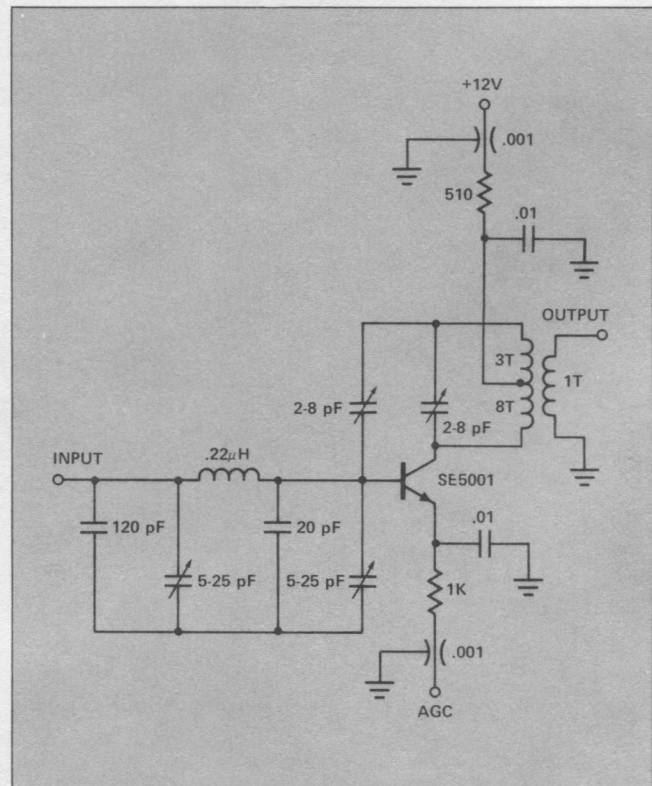 +12V
.001
510
.01
OUTPUT
3T
1T
8T
2-8 pF
2-8 pF
INPUT
.22μH
SE5001
120 pF
20 pF
.01
5-25 pF
5-25 pF
1K
.001
AGC